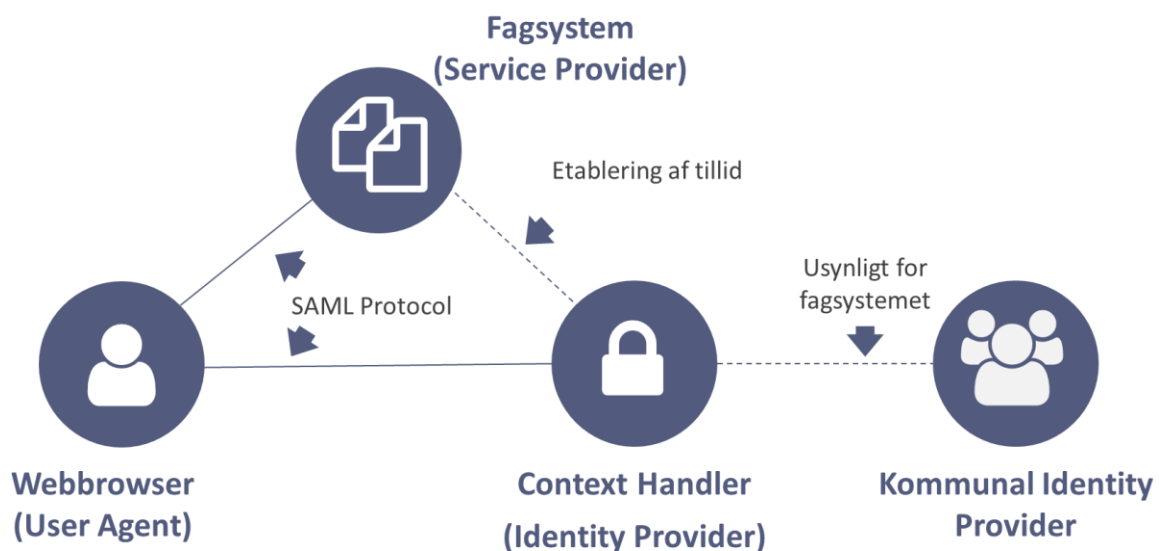 Fagsystem
(Service Provider)
Etablering af tillid
Usynligt for
fagsystemet
SAML Protocol
Webbrowser
(User Agent)
Context Handler
(Identity Provider)
Kommunal Identity
Provider